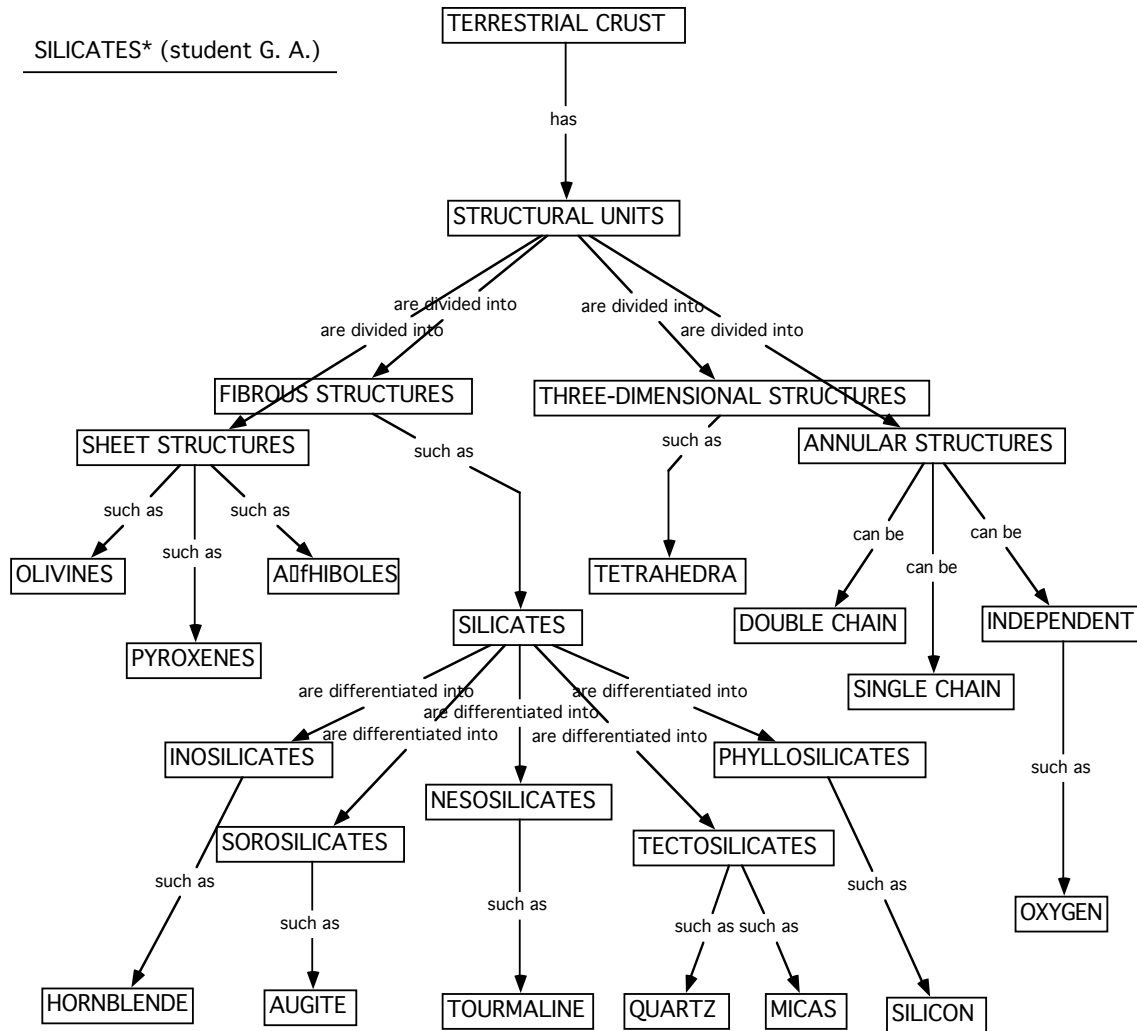 TERRESTRIAL CRUST
SILICATES* (student G. A.)
has
STRUCTURAL UNITS
are divided into
are divided into
are divided into
are divided into
FIBROUS STRUCTURES
THREE-DIMENSIONAL STRUCTURES
SHEET STRUCTURES
ANNULAR STRUCTURES
such as
such as
such as
such as
such as
can be
can be
can be
OLIVINES
TETRAHEDRA
SILICATES
DOUBLE CHAIN
INDEPENDENT
PYROXENES
SINGLE CHAIN
are differentiated into
are differentiated into
are differentiated into
are differentiated into
are differentiated into
INOSILICATES
PHYLLOSILICATES
such as
NESOSILICATES
SOROSILICATES
TECTOSILICATES
such as
such as
such as
such as
such as
such as
OXYGEN
HORNBLENDE
AUGITE
TOURMALINE
QUARTZ
MICAS
SILICON